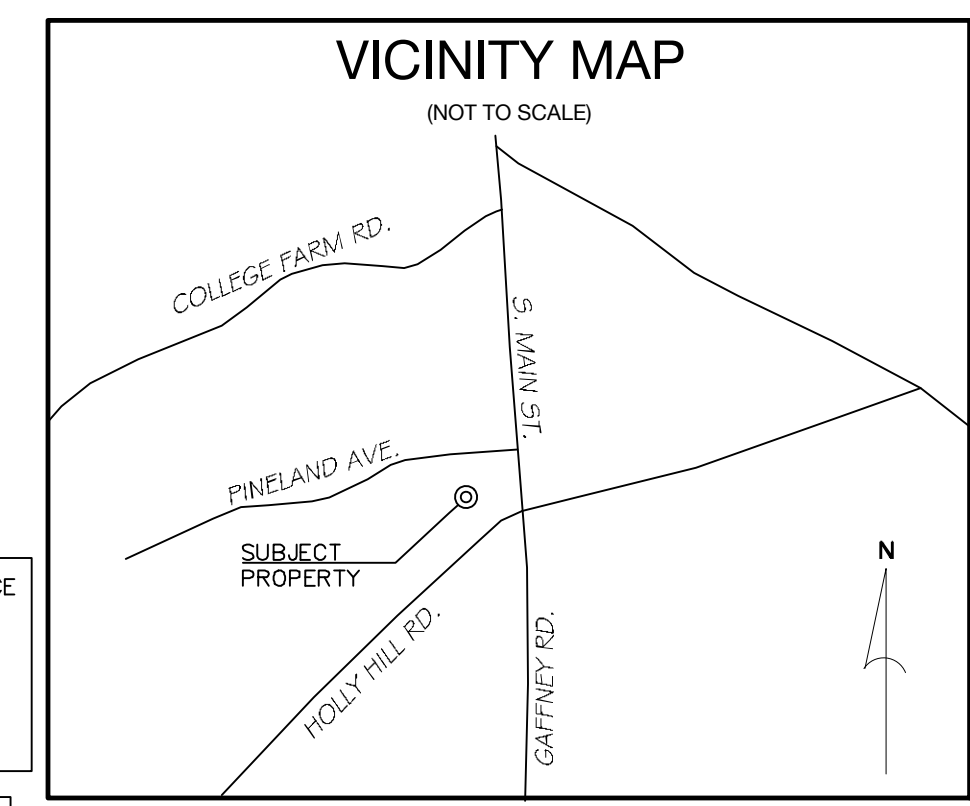 VICINITY MAP
(NOT TO SCALE)
COLLEGE FARM RD.
S. MAIN ST.
PINELAND AVE.
SUBJECT
PROPERTY
N
HOLLY HILL RD.
GAFFNEY RD.